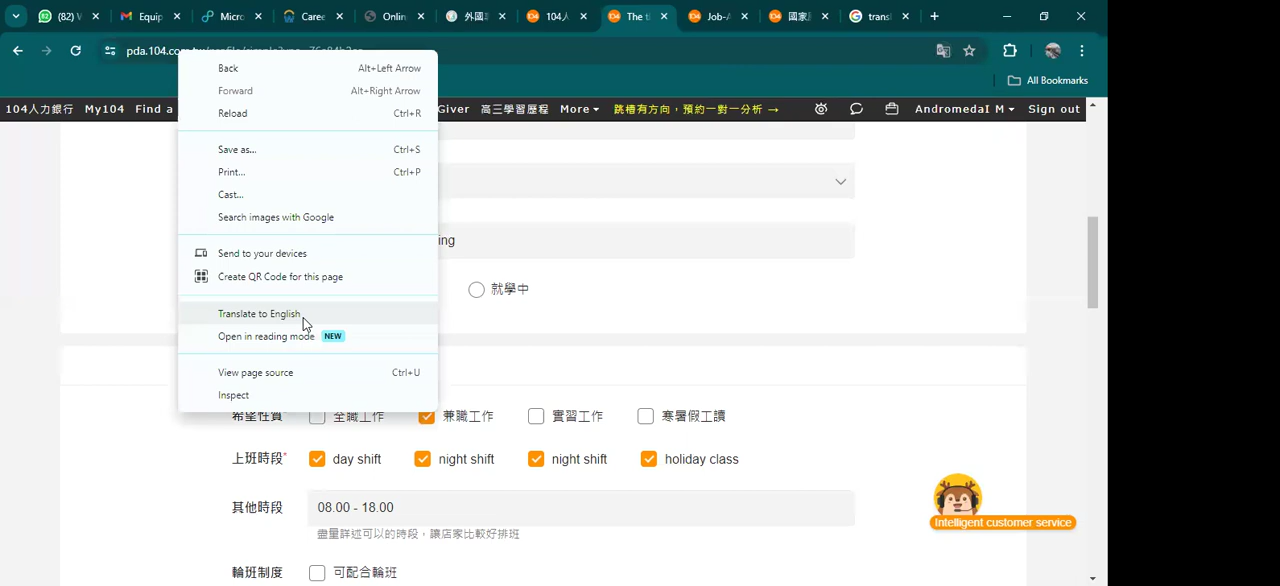 (82) V
Equip
Micro
Caree
Onlin
外國
104人
The t
Job-A
國家
transl
pda.104.com
Back Alt+Left Arrow
Forward Alt+Right Arrow
Reload Ctrl+R
Save as... Ctrl+S
Print... Ctrl+P
Cast...
Search images with Google
Send to your devices
Create QR Code for this page
Translate to English
Open in reading mode NEW
View page source Ctrl+U
Inspect
All Bookmarks
104人力銀行 My104 Find a Giver 高三學習歷程 More 跳槽有方向，預約一對一分析 → AndromedaI M Sign out
ing
就學中
希望性質 全職工作 兼職工作 實習工作 寒暑假工讀
上班時段* day shift night shift night shift holiday class
其他時段 08.00 - 18.00
盡量詳述可以的時段，讓店家比較好排班
輪班制度 可配合輪班
Intelligent customer service